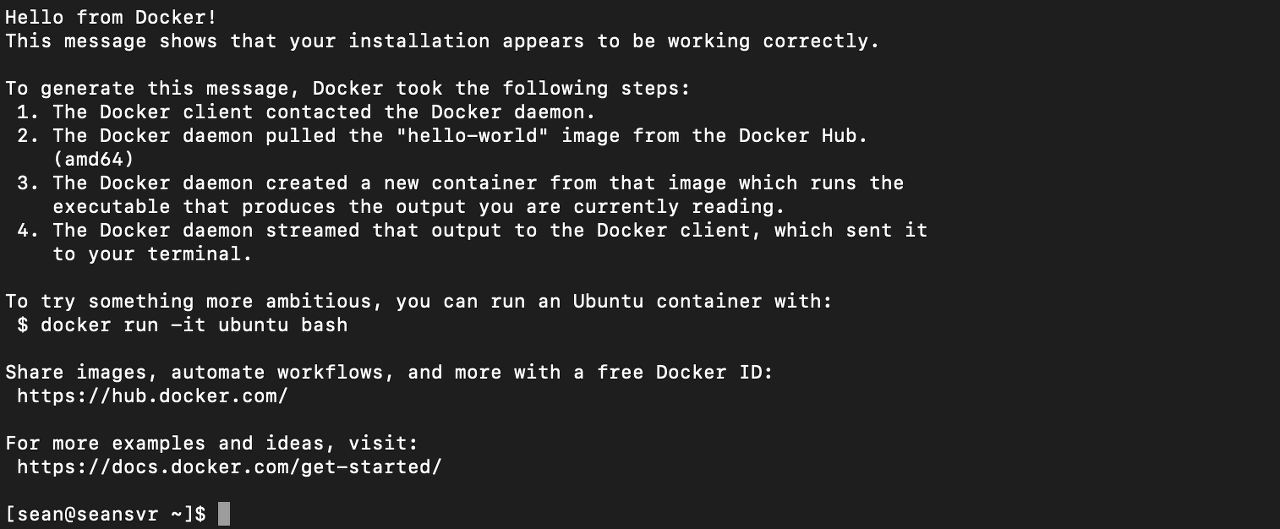 Hello from Docker!
This message shows that your installation appears to be working correctly.

To generate this message, Docker took the following steps:
 1. The Docker client contacted the Docker daemon.
 2. The Docker daemon pulled the "hello-world" image from the Docker Hub.
    (amd64)
 3. The Docker daemon created a new container from that image which runs the
    executable that produces the output you are currently reading.
 4. The Docker daemon streamed that output to the Docker client, which sent it
    to your terminal.

To try something more ambitious, you can run an Ubuntu container with:
 $ docker run -it ubuntu bash

Share images, automate workflows, and more with a free Docker ID:
 https://hub.docker.com/

For more examples and ideas, visit:
 https://docs.docker.com/get-started/

[sean@seansvr ~]$